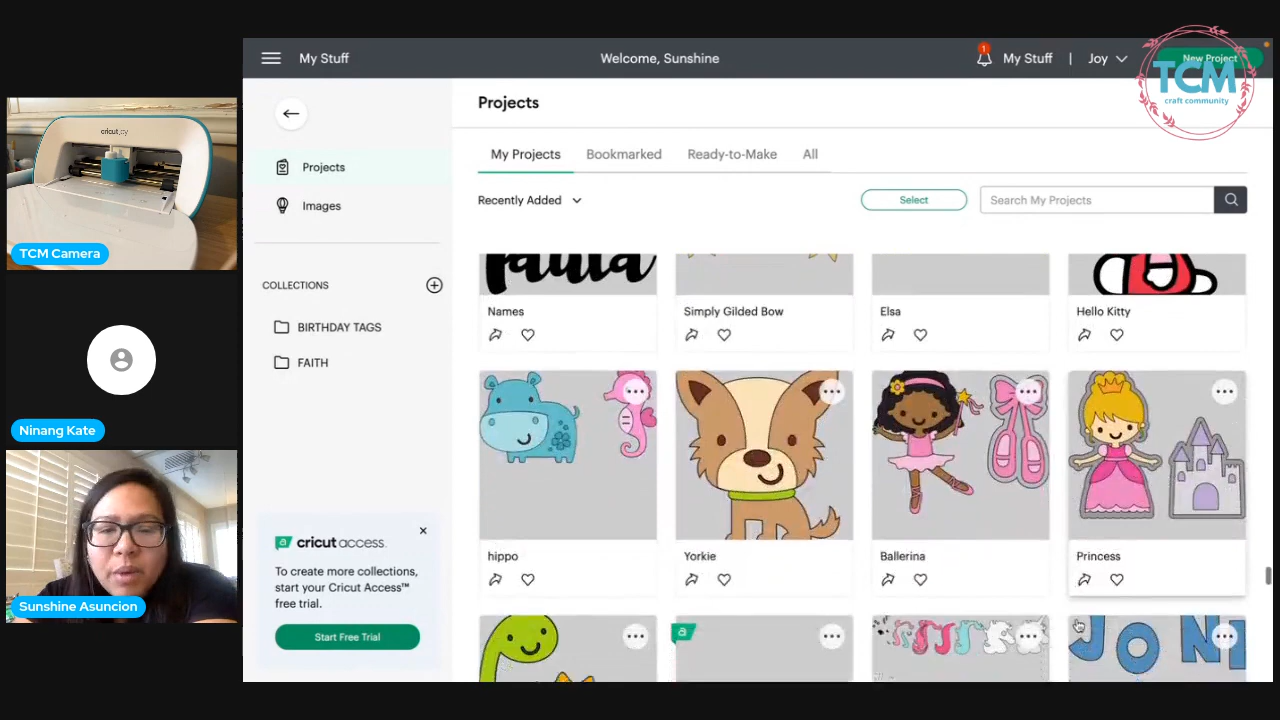 My Stuff
Welcome, Sunshine
1
My Stuff | Joy
New Project
TCM
craft community
cricut joy
TCM Camera
Ninang Kate
Sunshine Asuncion
Projects
Images
COLLECTIONS
BIRTHDAY TAGS
FAITH
cricut access.
To create more collections,
start your Cricut Access™
free trial.
Start Free Trial
Projects
My Projects
Bookmarked
Ready-to-Make
All
Recently Added
Select
Search My Projects
Names
Simply Gilded Bow
Elsa
Hello Kitty
hippo
Yorkie
Ballerina
Princess
a
JONI